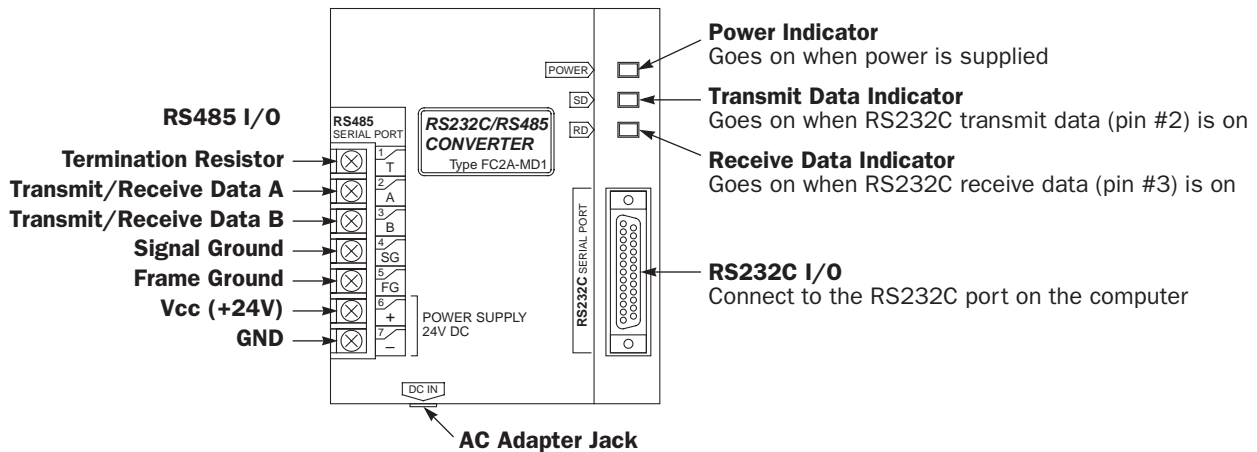 Power Indicator
Goes on when power is supplied
POWER
SD
Transmit Data Indicator
Goes on when RS232C transmit data (pin #2) is on
RD
Receive Data Indicator
Goes on when RS232C receive data (pin #3) is on
RS485 I/O
RS485
SERIAL PORT
RS232C/RS485
CONVERTER
Type FC2A-MD1
Termination Resistor
1
T
Transmit/Receive Data A
2
A
Transmit/Receive Data B
3
B
Signal Ground
4
SG
Frame Ground
5
FG
Vcc (+24V)
6
+
GND
7
–
POWER SUPPLY
24V DC
RS232C SERIAL PORT
RS232C I/O
Connect to the RS232C port on the computer
DC IN
AC Adapter Jack